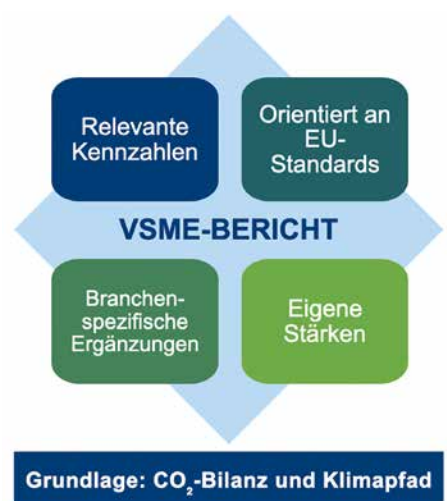 Relevante
Kennzahlen
Orientiert an
EU-
Standards
VSME-BERICHT
Branchen-
spezifische
Ergänzungen
Eigene
Stärken
Grundlage: CO₂-Bilanz und Klimapfad